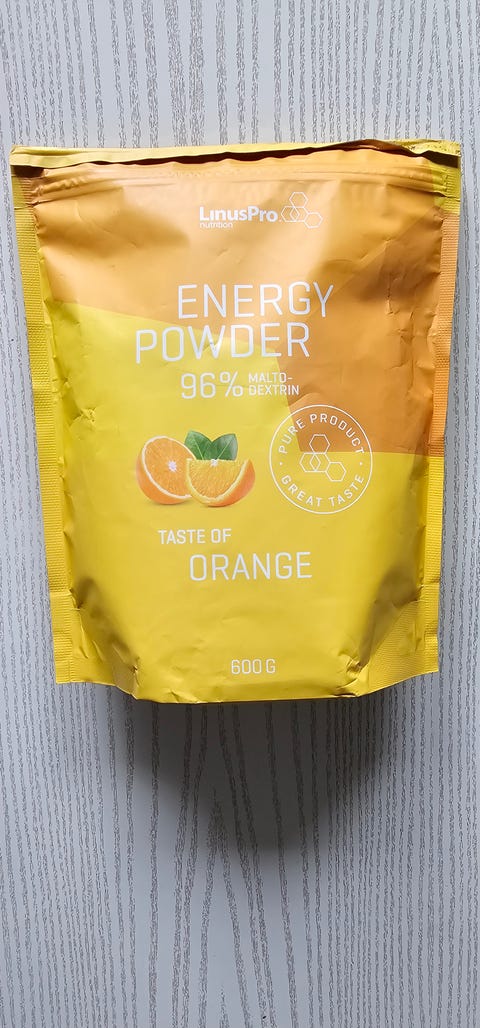 LinusPro
nutrition
ENERGY
POWDER
96% MALTO-
DEXTRIN
· PURE PRODUCT ·
GREAT TASTE
TASTE OF
ORANGE
600 G